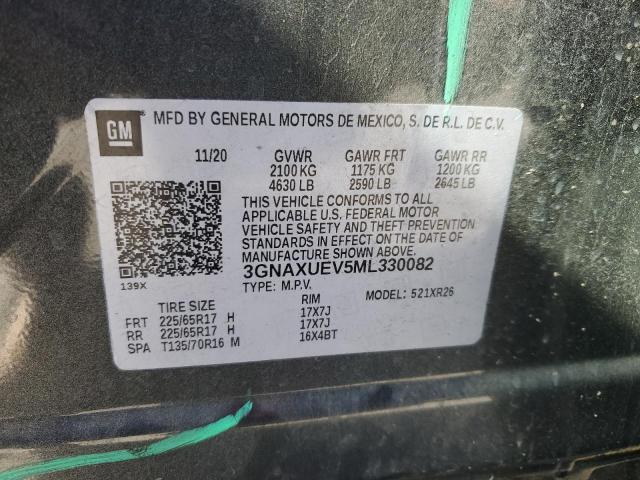 GM
MFD BY GENERAL MOTORS DE MEXICO, S. DE R.L. DE C.V.
11/20 GVWR GAWR FRT GAWR RR
2100 KG 1175 KG 1200 KG
4630 LB 2590 LB 2645 LB
THIS VEHICLE CONFORMS TO ALL
APPLICABLE U.S. FEDERAL MOTOR
VEHICLE SAFETY AND THEFT PREVENTION
STANDARDS IN EFFECT ON THE DATE OF
MANUFACTURE SHOWN ABOVE.
3GNAXUEV5ML330082
139X
TYPE: M.P.V. MODEL: 521XR26
TIRE SIZE RIM
FRT 225/65R17 H 17X7J
RR 225/65R17 H 17X7J
SPA T135/70R16 M 16X4BT